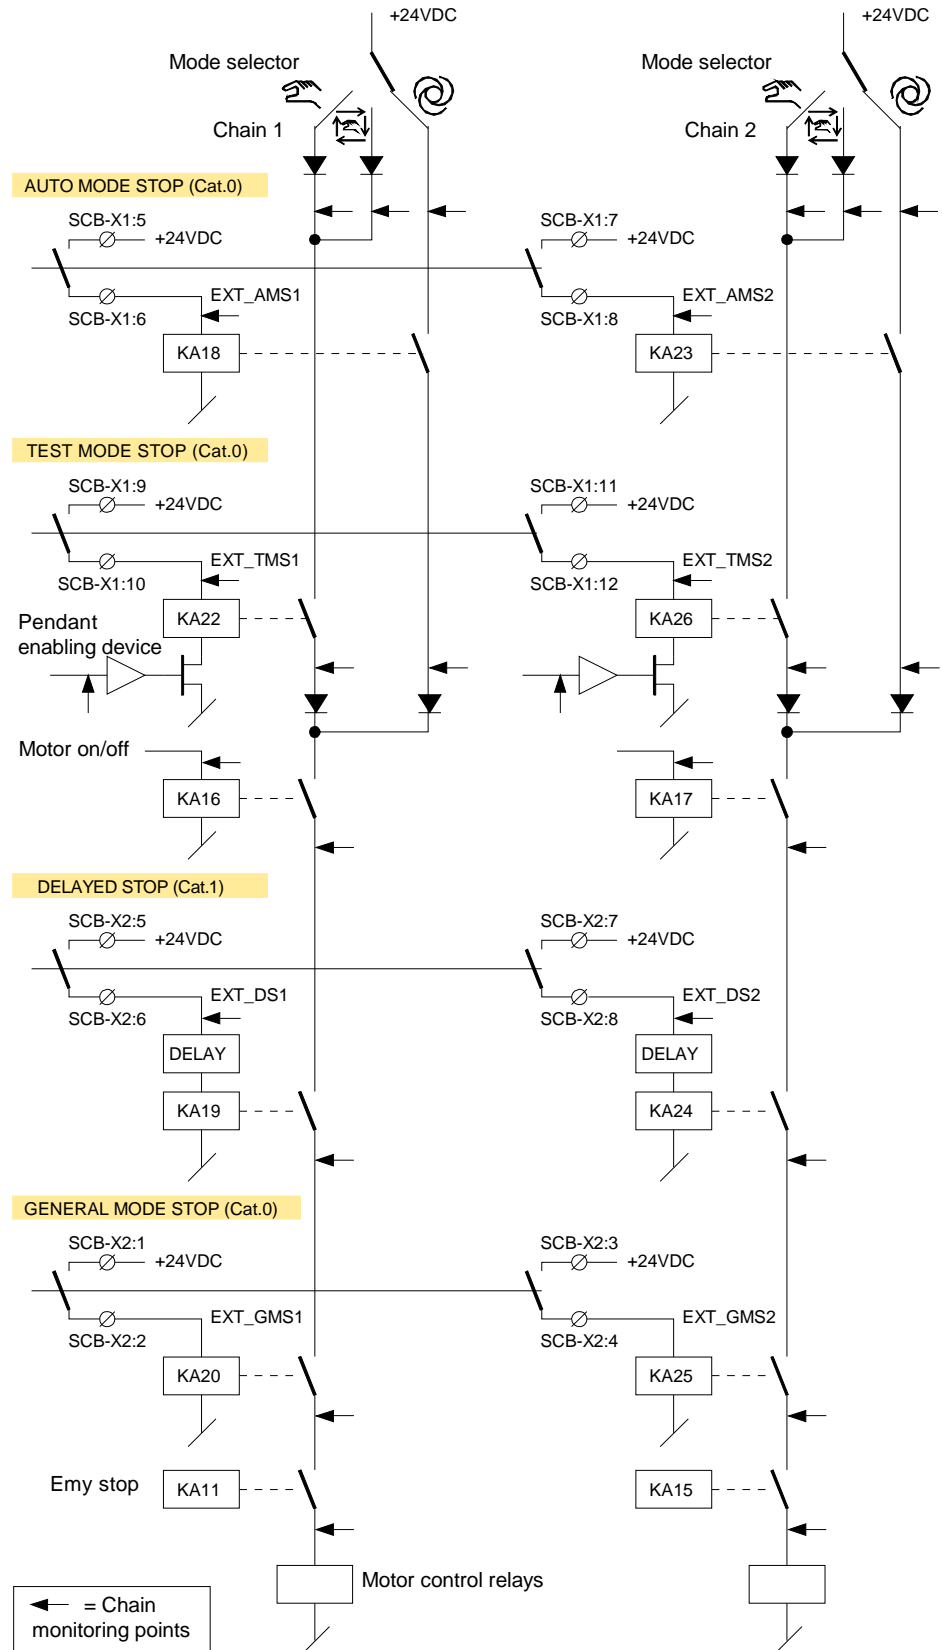 +24VDC +24VDC
Mode selector Mode selector
Chain 1 Chain 2
AUTO MODE STOP (Cat.0)
SCB-X1:5 SCB-X1:7
+24VDC +24VDC
EXT_AMS1 EXT_AMS2
SCB-X1:6 SCB-X1:8
KA18 KA23
TEST MODE STOP (Cat.0)
SCB-X1:9 SCB-X1:11
+24VDC +24VDC
EXT_TMS1 EXT_TMS2
SCB-X1:10 SCB-X1:12
KA22 KA26
Pendant
enabling device
Motor on/off
KA16 KA17
DELAYED STOP (Cat.1)
SCB-X2:5 SCB-X2:7
+24VDC +24VDC
EXT_DS1 EXT_DS2
SCB-X2:6 SCB-X2:8
DELAY DELAY
KA19 KA24
GENERAL MODE STOP (Cat.0)
SCB-X2:1 SCB-X2:3
+24VDC +24VDC
EXT_GMS1 EXT_GMS2
SCB-X2:2 SCB-X2:4
KA20 KA25
Emy stop KA11 KA15
Motor control relays
= Chain
monitoring points